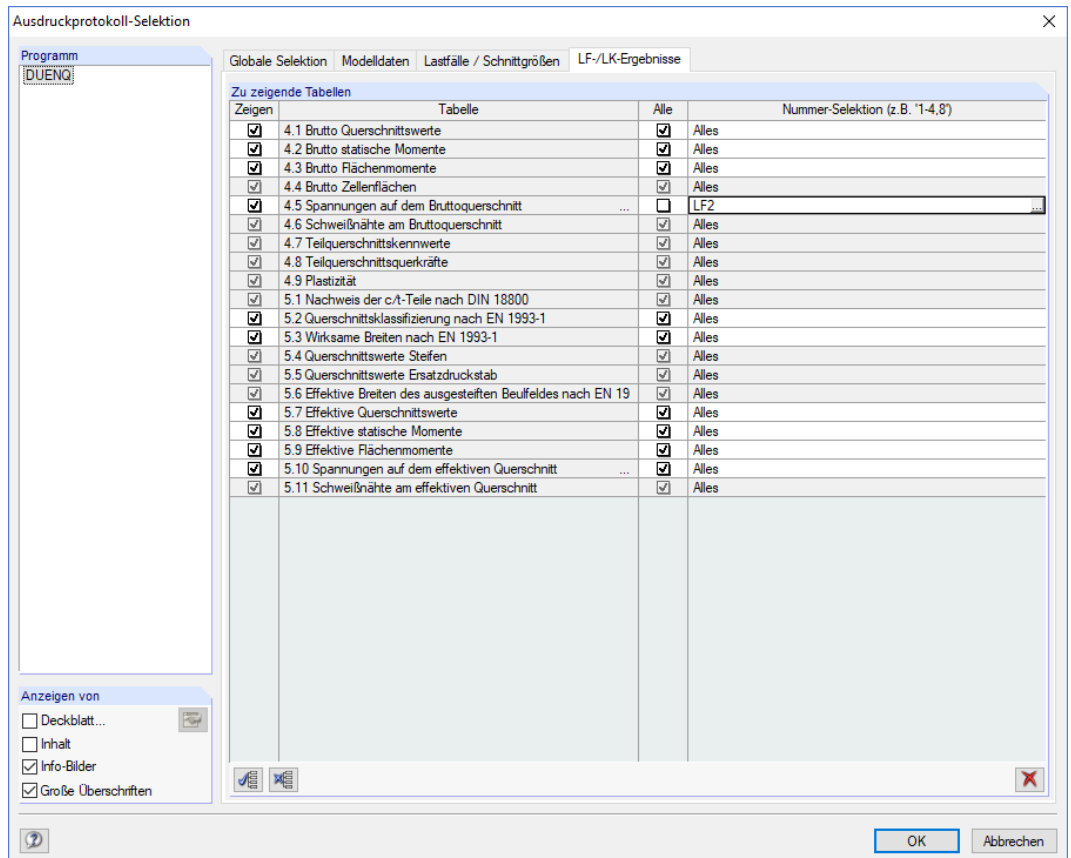 Ausdruckprotokoll-Selektion
Programm
DUENQ
Globale Selektion Modelldaten Lastfälle / Schnittgrößen LF-/LK-Ergebnisse
Zu zeigende Tabellen
Zeigen Tabelle Alle Nummer-Selektion (z.B. '1-4,8')
4.1 Brutto Querschnittswerte Alles
4.2 Brutto statische Momente Alles
4.3 Brutto Flächenmomente Alles
4.4 Brutto Zellenflächen Alles
4.5 Spannungen auf dem Bruttoquerschnitt ... LF2 ...
4.6 Schweißnähte am Bruttoquerschnitt Alles
4.7 Teilquerschnittskennwerte Alles
4.8 Teilquerschnittsquerkräfte Alles
4.9 Plastizität Alles
5.1 Nachweis der c/t-Teile nach DIN 18800 Alles
5.2 Querschnittsklassifizierung nach EN 1993-1 Alles
5.3 Wirksame Breiten nach EN 1993-1 Alles
5.4 Querschnittswerte Steifen Alles
5.5 Querschnittswerte Ersatzdruckstab Alles
5.6 Effektive Breiten des ausgesteiften Beulfeldes nach EN 19 Alles
5.7 Effektive Querschnittswerte Alles
5.8 Effektive statische Momente Alles
5.9 Effektive Flächenmomente Alles
5.10 Spannungen auf dem effektiven Querschnitt ... Alles
5.11 Schweißnähte am effektiven Querschnitt Alles
Anzeigen von
Deckblatt...
Inhalt
Info-Bilder
Große Überschriften
OK Abbrechen